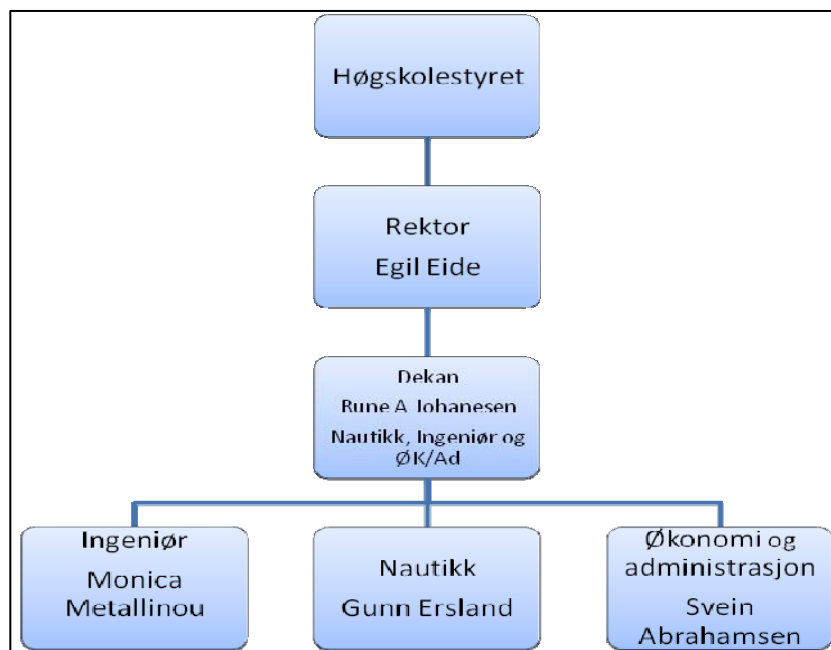 Høgskolestyret
Rektor
Egil Eide
Dekan
Rune A Johanesen
Nautikk, Ingeniør og
ØK/Ad
Ingeniør
Monica
Metallinou
Nautikk
Gunn Ersland
Økonomi og
administrasjon
Svein
Abrahamsen